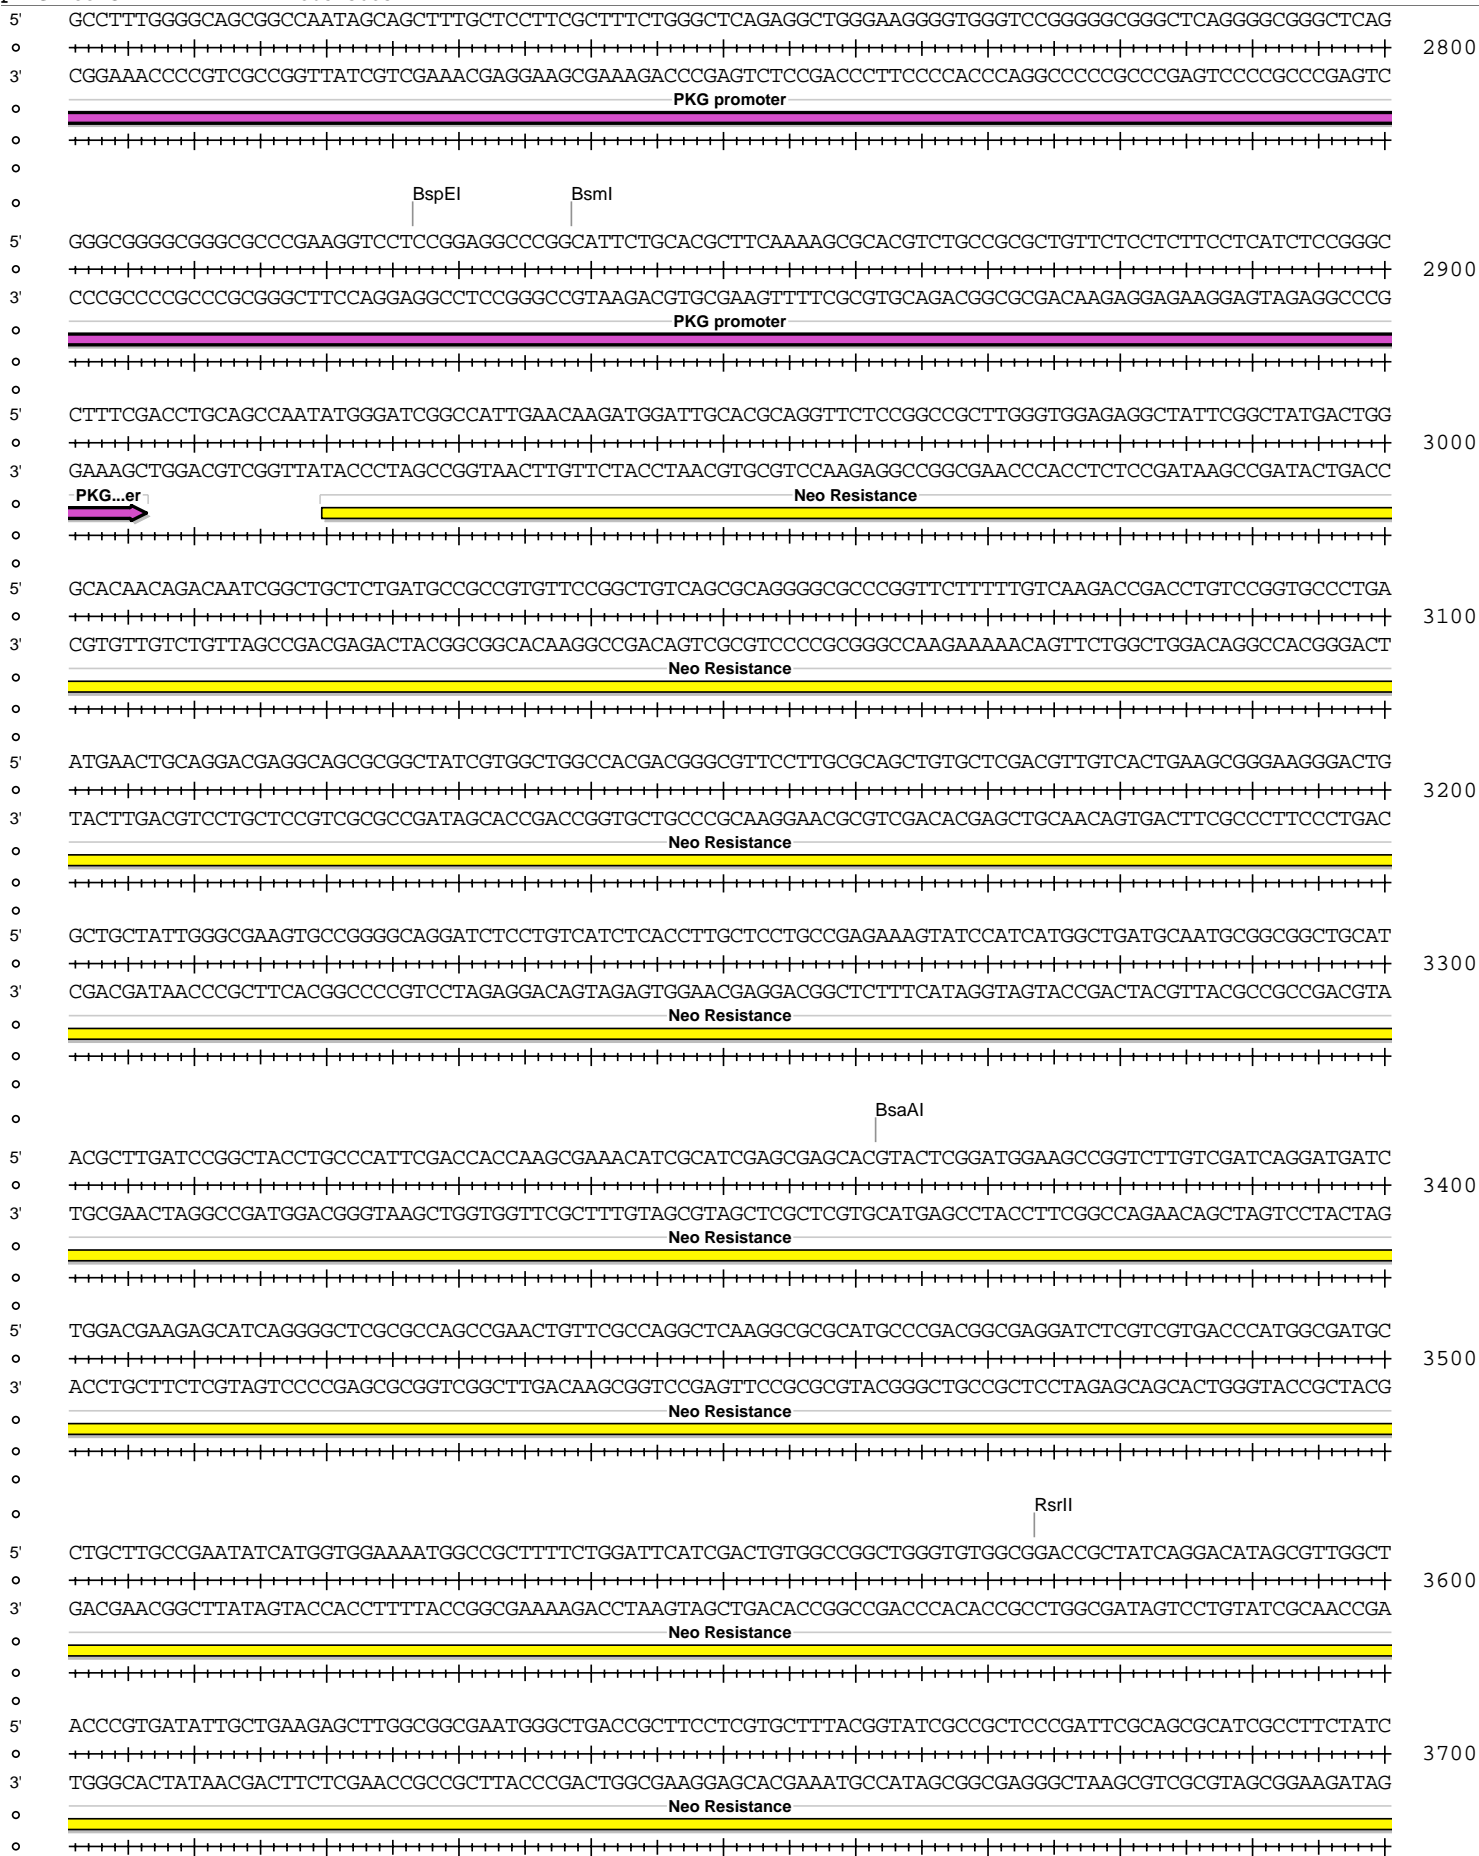 5' GCCTTTGGGGCAGCGGCCAATAGCAGCTTTGCTCCTTCGCTTTCTGGGCTCAGAGGCTGGGAAGGGGTGGGTCCGGGGGCGGGCTCAGGGGCGGGCTCAG
2800
3' CGGAAACCCCGTCGCCGGTTATCGTCGAAACGAGGAAGCGAAAGACCCGAGTCTCCGACCCTTCCCCACCCAGGCCCCCGCCCGAGTCCCCGCCCGAGTC
PKG promoter
BspEI BsmI
5' GGGCGGGGCGGGCGCCCGAAGGTCCTCCGGAGGCCCGGCATTCTGCACGCTTCAAAAGCGCACGTCTGCCGCGCTGTTCTCCTCTTCCTCATCTCCGGGC
2900
3' CCCGCCCCGCCCGCGGGCTTCCAGGAGGCCTCCGGGCCGTAAGACGTGCGAAGTTTTCGCGTGCAGACGGCGCGACAAGAGGAGAAGGAGTAGAGGCCCG
PKG promoter
5' CTTTCGACCTGCAGCCAATATGGGATCGGCCATTGAACAAGATGGATTGCACGCAGGTTCTCCGGCCGCTTGGGTGGAGAGGCTATTCGGCTATGACTGG
3000
3' GAAAGCTGGACGTCGGTTATACCCTAGCCGGTAACTTGTTCTACCTAACGTGCGTCCAAGAGGCCGGCGAACCCACCTCTCCGATAAGCCGATACTGACC
PKG...er Neo Resistance
5' GCACAACAGACAATCGGCTGCTCTGATGCCGCCGTGTTCCGGCTGTCAGCGCAGGGGCGCCCGGTTCTTTTTGTCAAGACCGACCTGTCCGGTGCCCTGA
3100
3' CGTGTTGTCTGTTAGCCGACGAGACTACGGCGGCACAAGGCCGACAGTCGCGTCCCCGCGGGCCAAGAAAAACAGTTCTGGCTGGACAGGCCACGGGACT
Neo Resistance
5' ATGAACTGCAGGACGAGGCAGCGCGGCTATCGTGGCTGGCCACGACGGGCGTTCCTTGCGCAGCTGTGCTCGACGTTGTCACTGAAGCGGGAAGGGACTG
3200
3' TACTTGACGTCCTGCTCCGTCGCGCCGATAGCACCGACCGGTGCTGCCCGCAAGGAACGCGTCGACACGAGCTGCAACAGTGACTTCGCCCTTCCCTGAC
Neo Resistance
5' GCTGCTATTGGGCGAAGTGCCGGGGCAGGATCTCCTGTCATCTCACCTTGCTCCTGCCGAGAAAGTATCCATCATGGCTGATGCAATGCGGCGGCTGCAT
3300
3' CGACGATAACCCGCTTCACGGCCCCGTCCTAGAGGACAGTAGAGTGGAACGAGGACGGCTCTTTCATAGGTAGTACCGACTACGTTACGCCGCCGACGTA
Neo Resistance
BsaAI
5' ACGCTTGATCCGGCTACCTGCCCATTCGACCACCAAGCGAAACATCGCATCGAGCGAGCACGTACTCGGATGGAAGCCGGTCTTGTCGATCAGGATGATC
3400
3' TGCGAACTAGGCCGATGGACGGGTAAGCTGGTGGTTCGCTTTGTAGCGTAGCTCGCTCGTGCATGAGCCTACCTTCGGCCAGAACAGCTAGTCCTACTAG
Neo Resistance
5' TGGACGAAGAGCATCAGGGGCTCGCGCCAGCCGAACTGTTCGCCAGGCTCAAGGCGCGCATGCCCGACGGCGAGGATCTCGTCGTGACCCATGGCGATGC
3500
3' ACCTGCTTCTCGTAGTCCCCGAGCGCGGTCGGCTTGACAAGCGGTCCGAGTTCCGCGCGTACGGGCTGCCGCTCCTAGAGCAGCACTGGGTACCGCTACG
Neo Resistance
RsrII
5' CTGCTTGCCGAATATCATGGTGGAAAATGGCCGCTTTTCTGGATTCATCGACTGTGGCCGGCTGGGTGTGGCGGACCGCTATCAGGACATAGCGTTGGCT
3600
3' GACGAACGGCTTATAGTACCACCTTTTACCGGCGAAAAGACCTAAGTAGCTGACACCGGCCGACCCACACCGCCTGGCGATAGTCCTGTATCGCAACCGA
Neo Resistance
5' ACCCGTGATATTGCTGAAGAGCTTGGCGGCGAATGGGCTGACCGCTTCCTCGTGCTTTACGGTATCGCCGCTCCCGATTCGCAGCGCATCGCCTTCTATC
3700
3' TGGGCACTATAACGACTTCTCGAACCGCCGCTTACCCGACTGGCGAAGGAGCACGAAATGCCATAGCGGCGAGGGCTAAGCGTCGCGTAGCGGAAGATAG
Neo Resistance